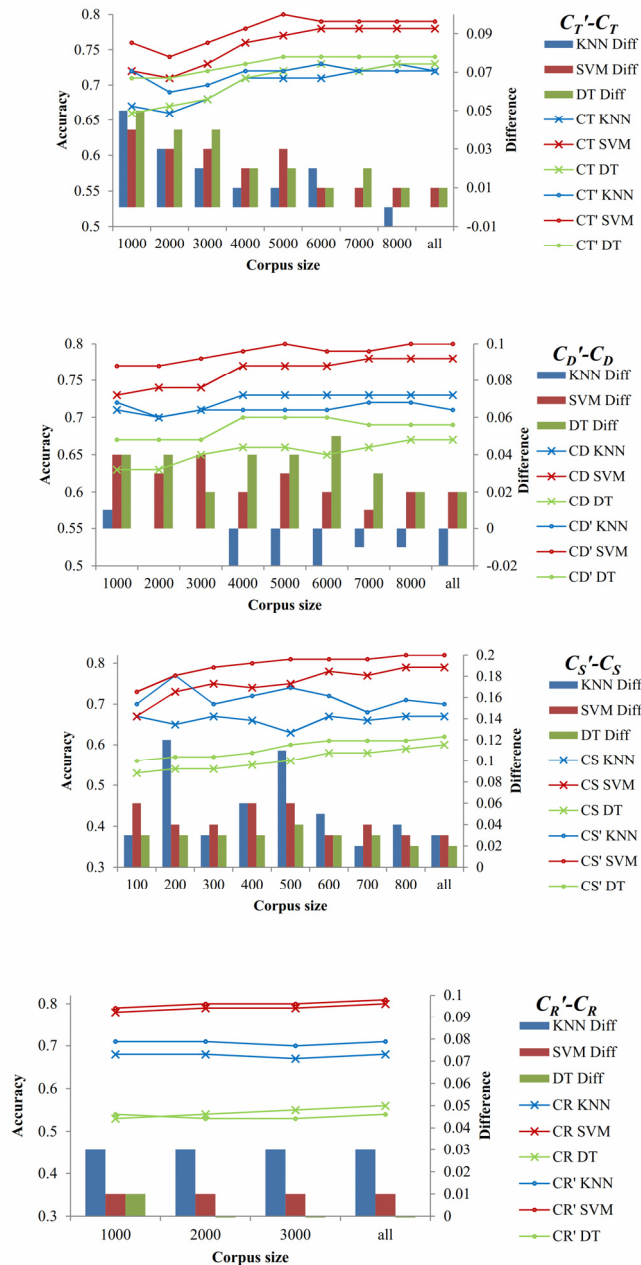 C_T'-C_T
0.8
0.75
0.7
0.65
0.6
0.55
0.5
Accuracy
0.09
0.07
0.05
0.03
0.01
-0.01
Difference
1000 2000 3000 4000 5000 6000 7000 8000 all
Corpus size
KNN Diff
SVM Diff
DT Diff
CT KNN
CT SVM
CT DT
CT' KNN
CT' SVM
CT' DT
C_D'-C_D
0.8
0.75
0.7
0.65
0.6
0.55
0.5
Accuracy
0.1
0.08
0.06
0.04
0.02
0
-0.02
Difference
1000 2000 3000 4000 5000 6000 7000 8000 all
Corpus size
KNN Diff
SVM Diff
DT Diff
CD KNN
CD SVM
CD DT
CD' KNN
CD' SVM
CD' DT
C_S'-C_S
0.8
0.7
0.6
0.5
0.4
0.3
Accuracy
0.2
0.18
0.16
0.14
0.12
0.1
0.08
0.06
0.04
0.02
0
Difference
100 200 300 400 500 600 700 800 all
Corpus size
KNN Diff
SVM Diff
DT Diff
CS KNN
CS SVM
CS DT
CS' KNN
CS' SVM
CS' DT
C_R'-C_R
0.8
0.7
0.6
0.5
0.4
0.3
Accuracy
0.1
0.09
0.08
0.07
0.06
0.05
0.04
0.03
0.02
0.01
0
Difference
1000 2000 3000 all
Corpus size
KNN Diff
SVM Diff
DT Diff
CR KNN
CR SVM
CR DT
CR' KNN
CR' SVM
CR' DT